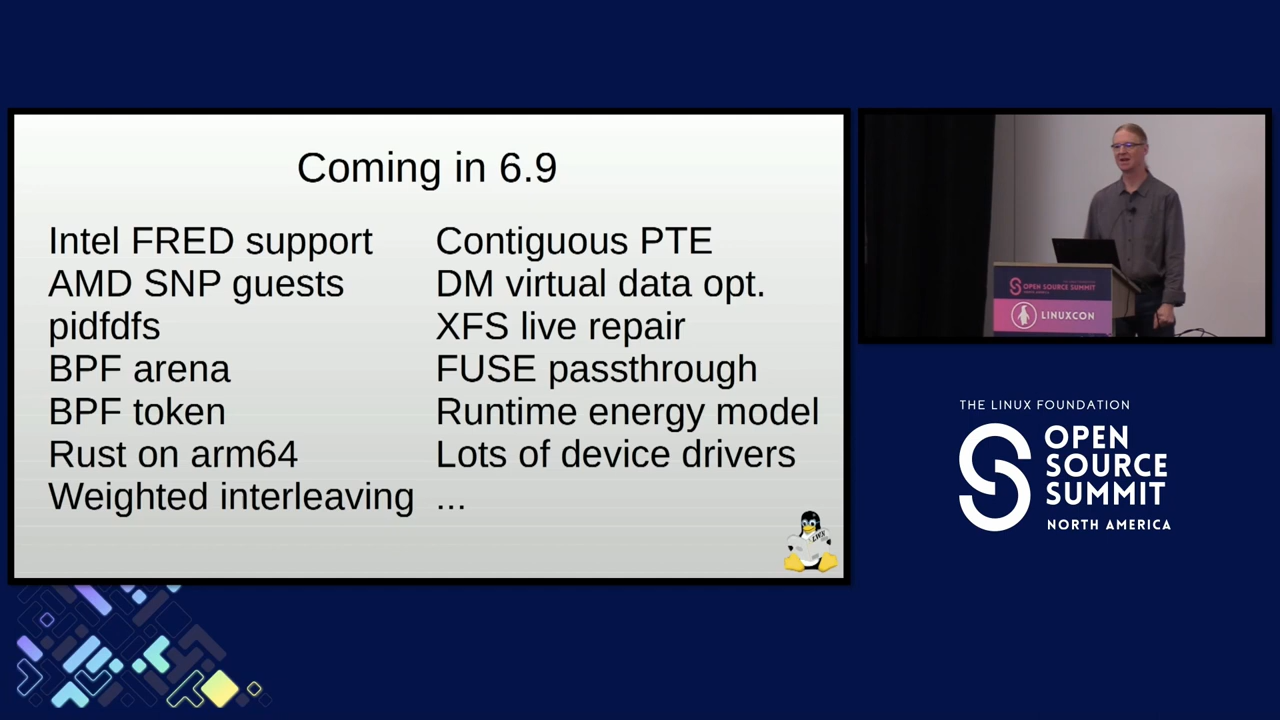 Coming in 6.9
Intel FRED support
AMD SNP guests
pidfdfs
BPF arena
BPF token
Rust on arm64
Weighted interleaving
Contiguous PTE
DM virtual data opt.
XFS live repair
FUSE passthrough
Runtime energy model
Lots of device drivers
...
LWN
OPEN SOURCE SUMMIT
LINUXCON
THE LINUX FOUNDATION
OPEN
SOURCE
SUMMIT
NORTH AMERICA